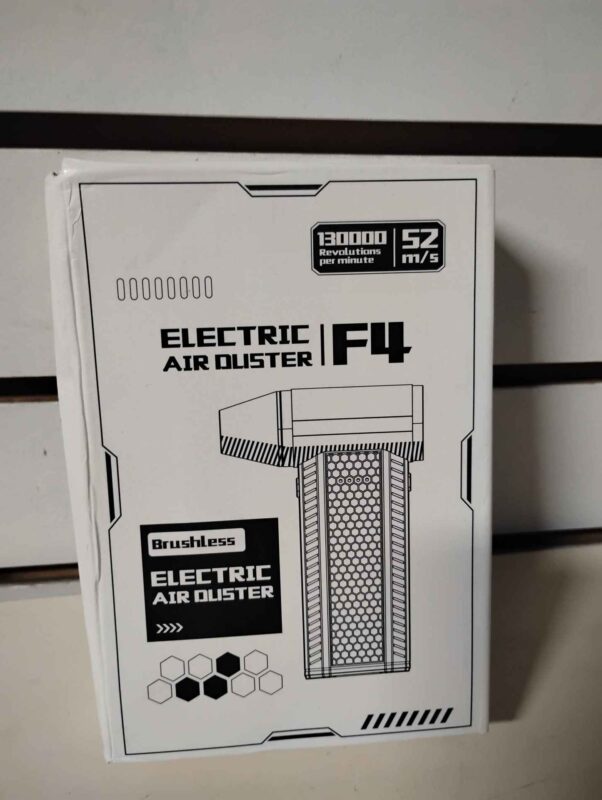 130000
Revolutions
per minute
52
m/s
ELECTRIC
AIR DUSTER
F4
Brushless
ELECTRIC
AIR DUSTER